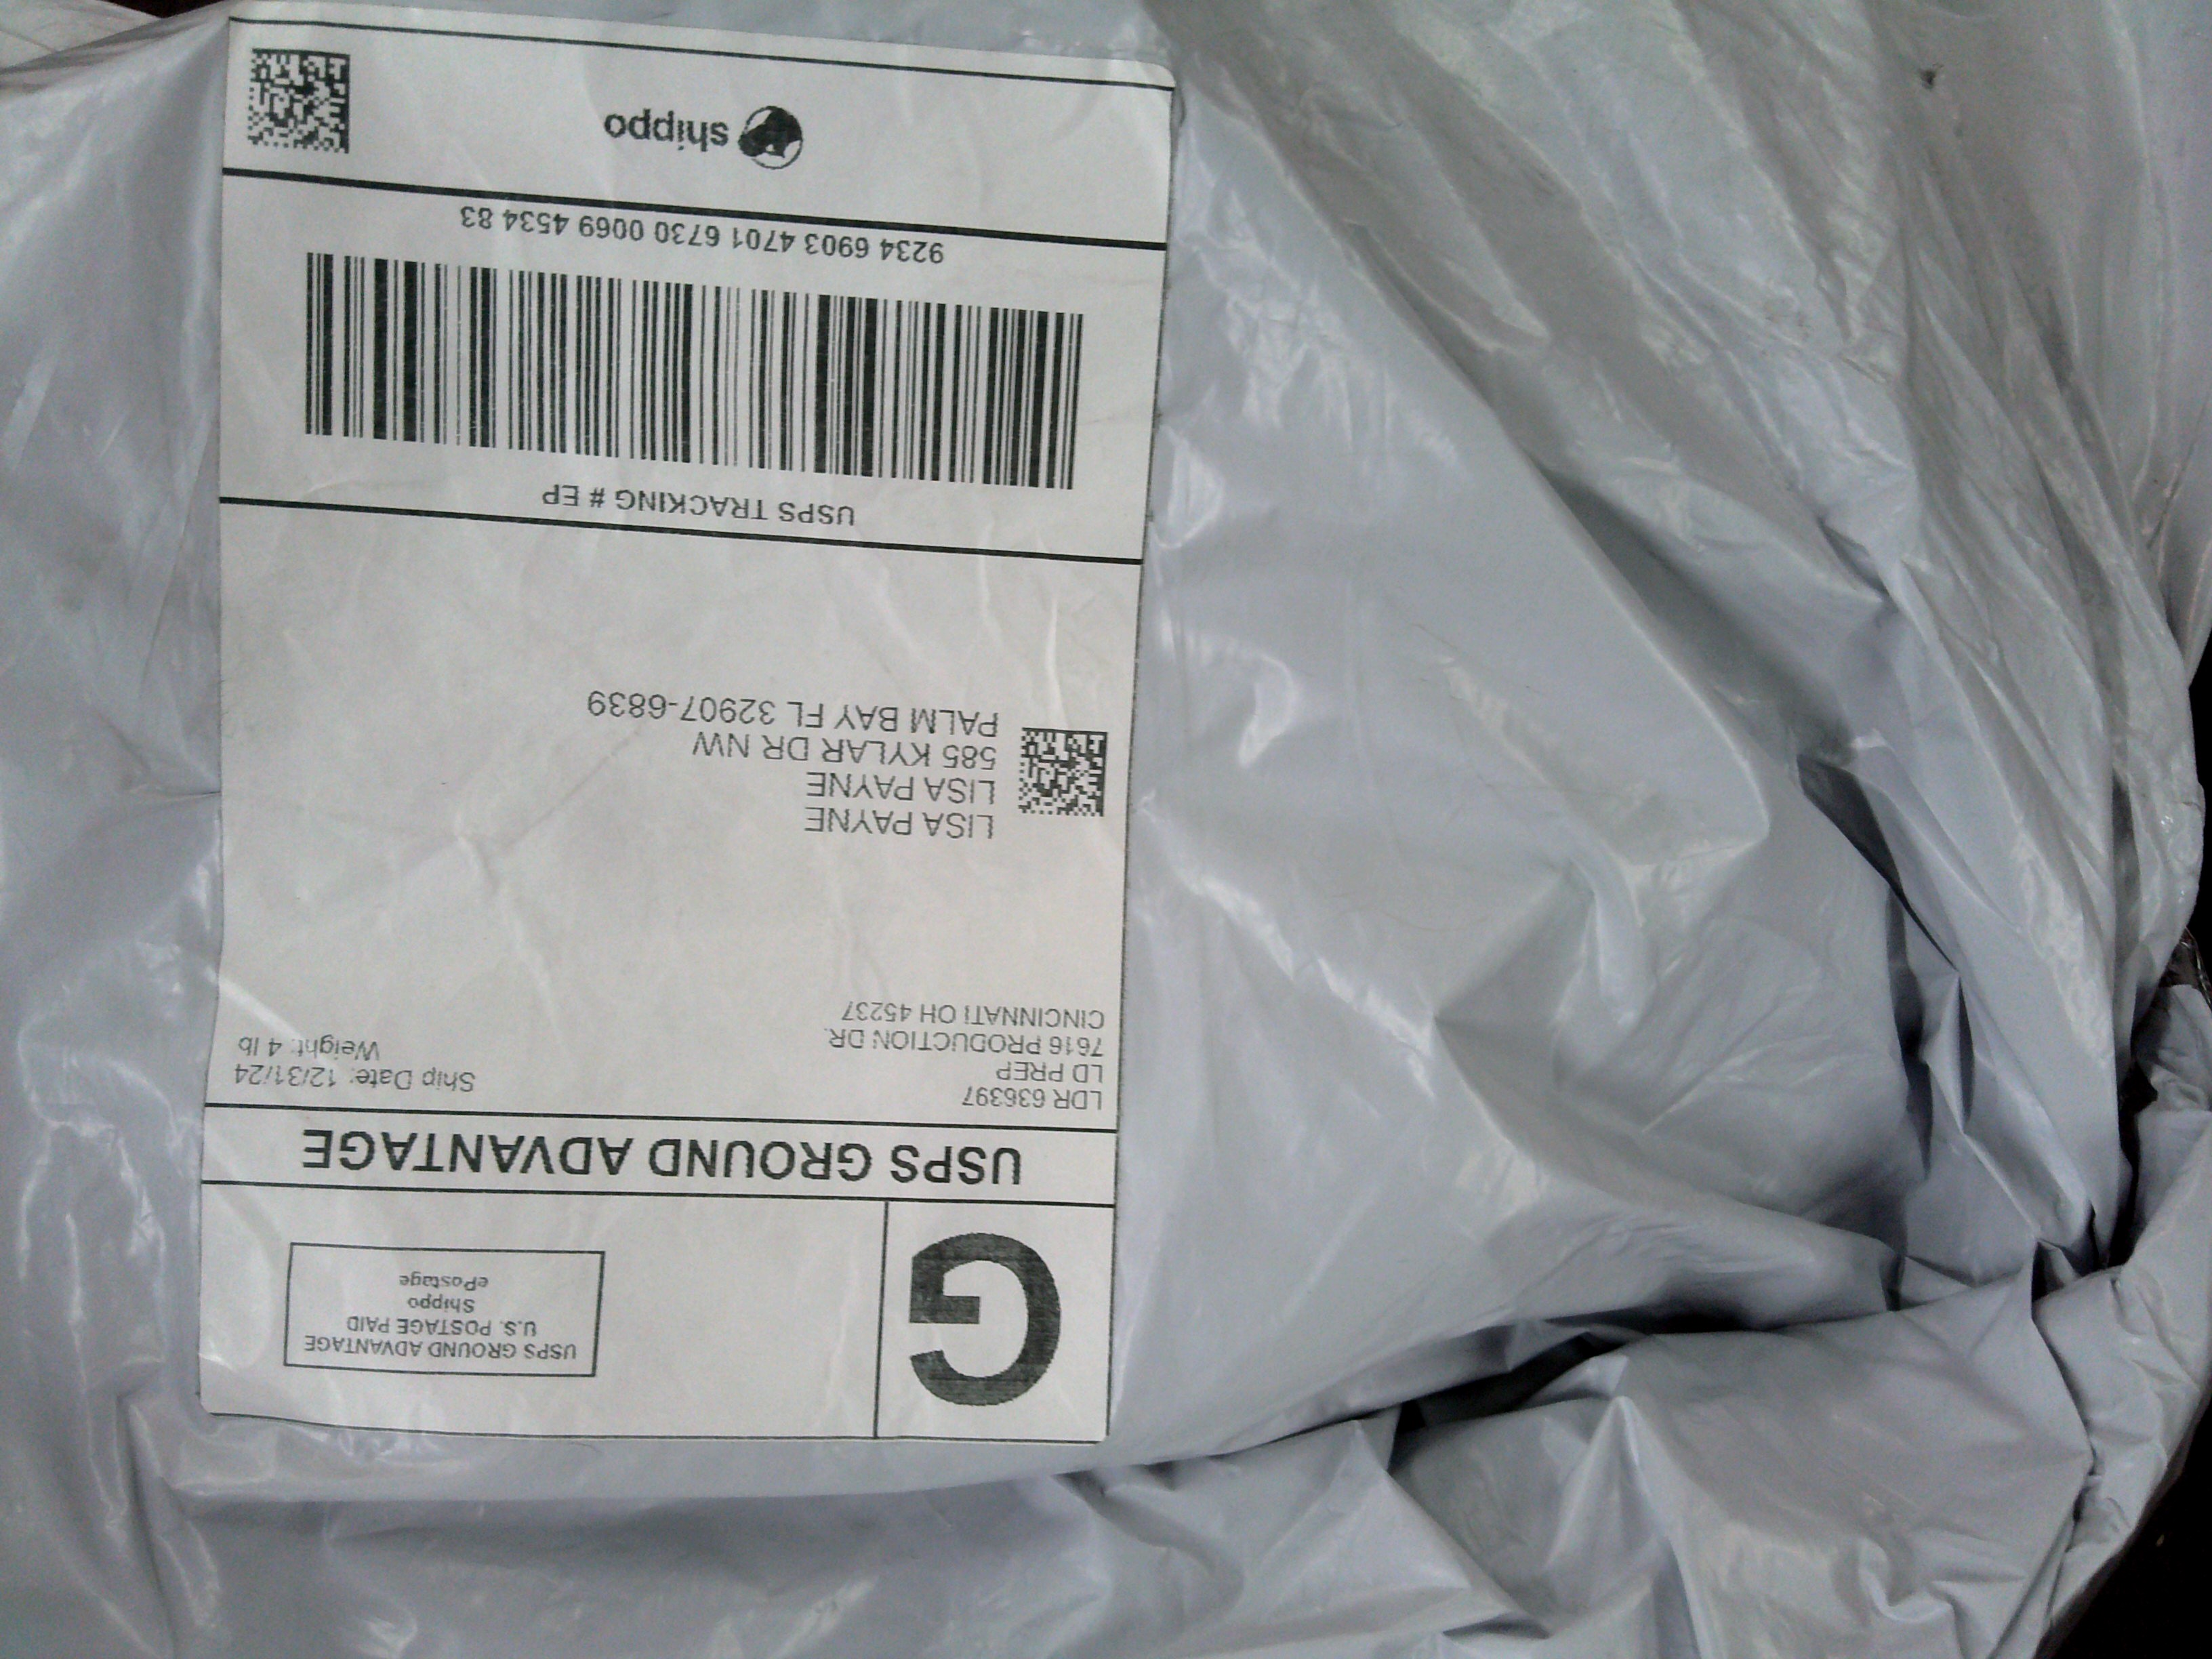 USPS GROUND ADVANTAGE
U.S. POSTAGE PAID
Shippo
ePostage
G
USPS GROUND ADVANTAGE
LDR 636397
LD PREP
7616 PRODUCTION DR.
CINCINNATI OH 45237
Ship Date: 12/31/24
Weight: 4 lb
LISA PAYNE
LISA PAYNE
585 KYLAR DR NW
PALM BAY FL 32907-6839
USPS TRACKING # EP
9234 6903 4701 6730 0069 4534 83
shippo